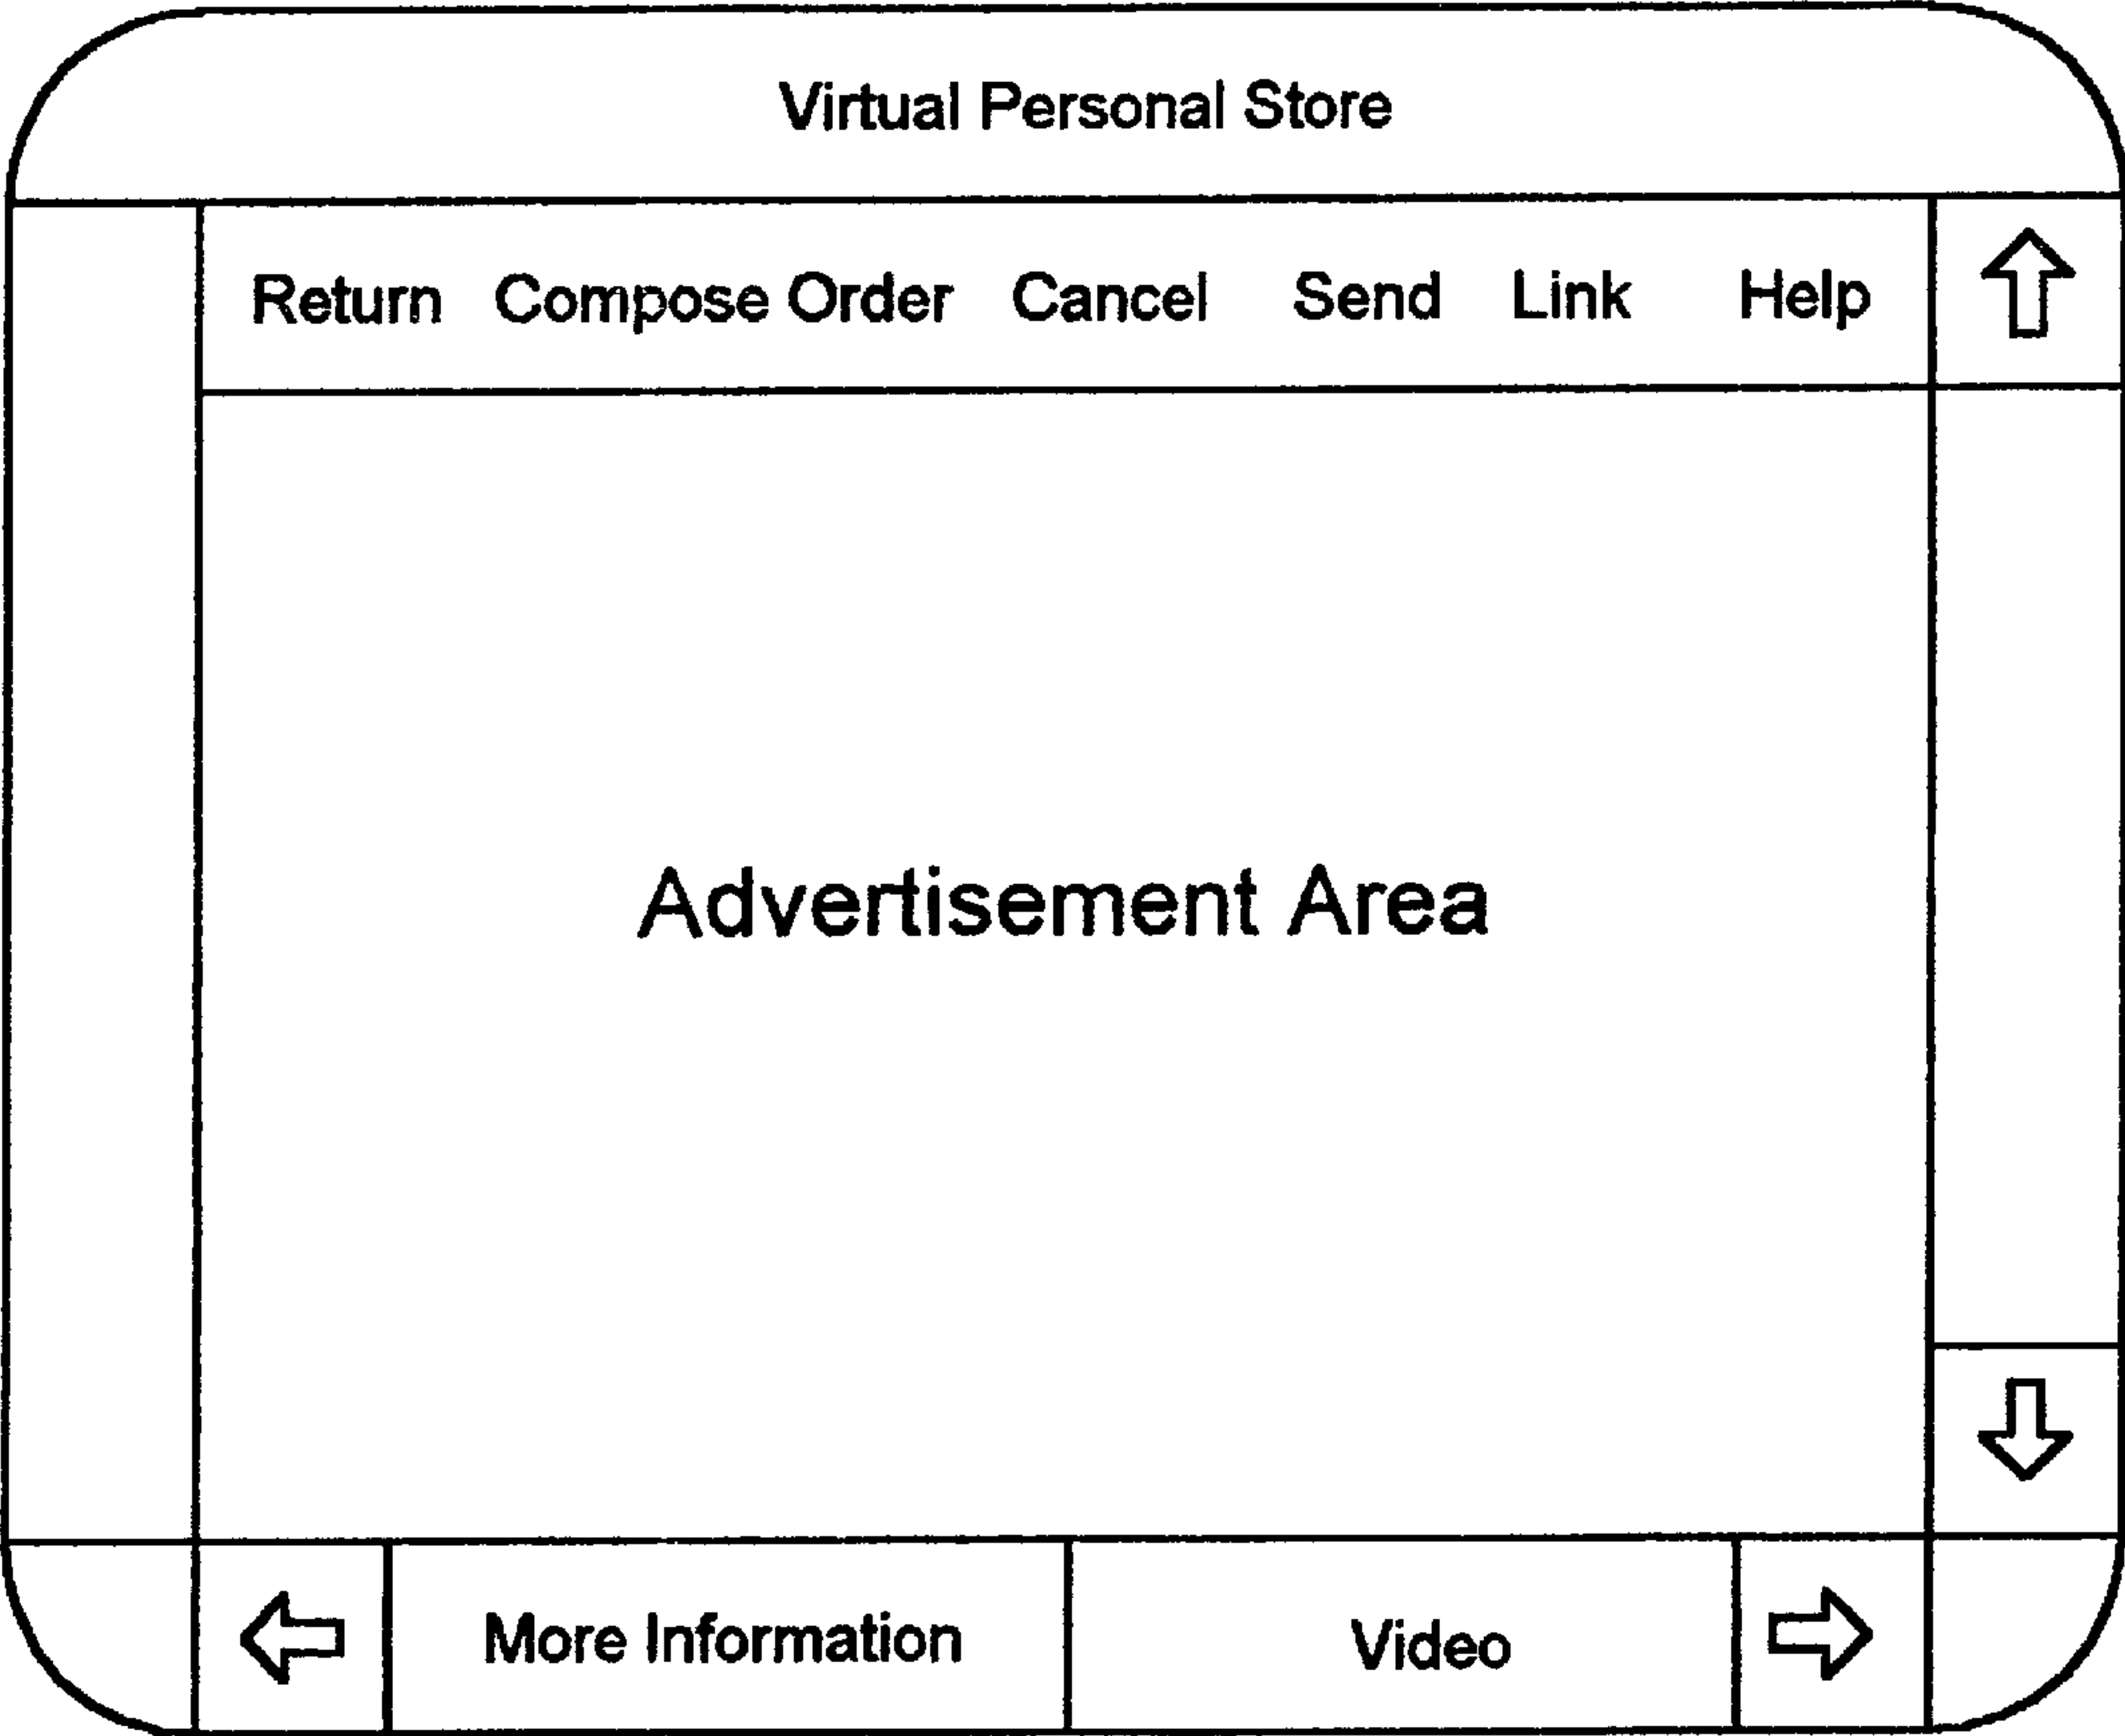 Virtual Personal Store
Return Compose Order Cancel Send Link Help
Advertisement Area
More Information Video